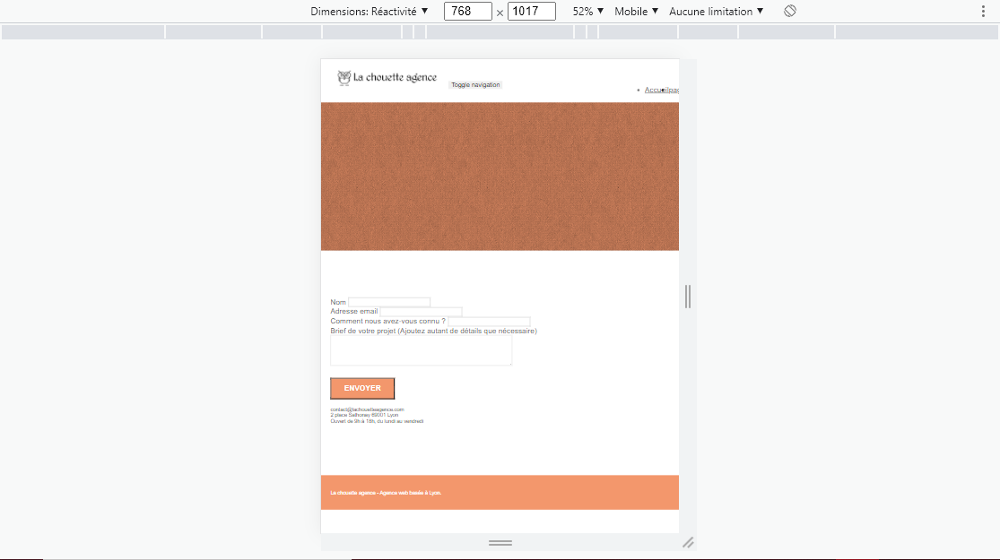 Dimensions: Réactivité ▼ 768 × 1017 52% ▼ Mobile ▼ Aucune limitation ▼
La chouette agence
Toggle navigation
• Accueil
Nom
Adresse email
Comment nous avez-vous connu ?
Brief de votre projet (Ajoutez autant de détails que nécessaire)
ENVOYER
contact@lachouetteagence.com
2 place Sathonay 69001 Lyon
Ouvert de 9h à 18h, du lundi au vendredi
La chouette agence - Agence web basée à Lyon.